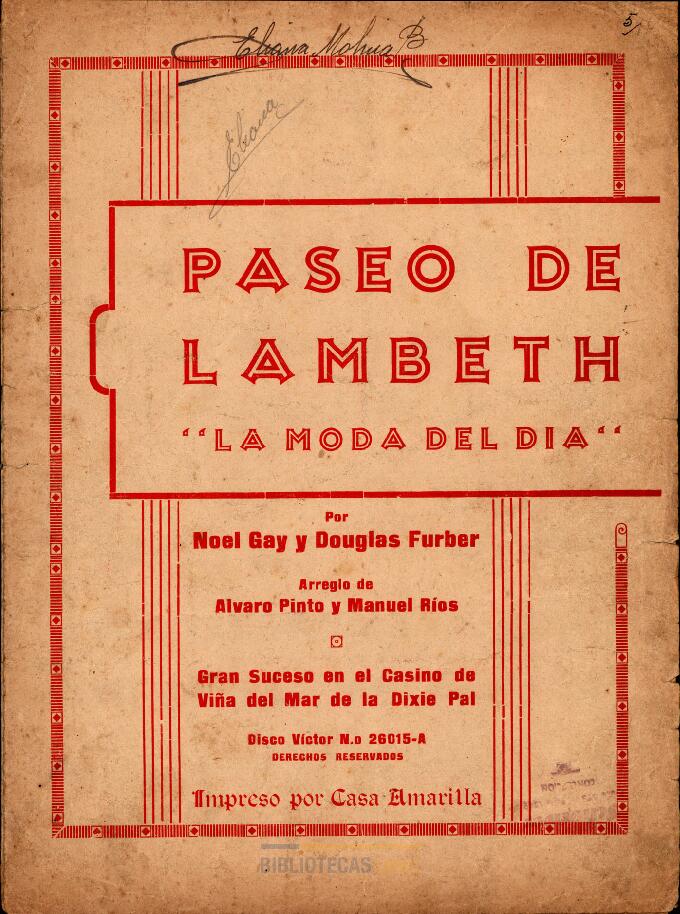 Eliana Molina B
5
Eliana
PASEO DE
LAMBETH
“LA MODA DEL DIA“
Por
Noel Gay y Douglas Furber
Arreglo de
Alvaro Pinto y Manuel Ríos
Gran Suceso en el Casino de
Viña del Mar de la Dixie Pal
Disco Víctor N.o 26015-A
DERECHOS RESERVADOS
Impreso por Casa Amarilla
BIBLIOTECAS